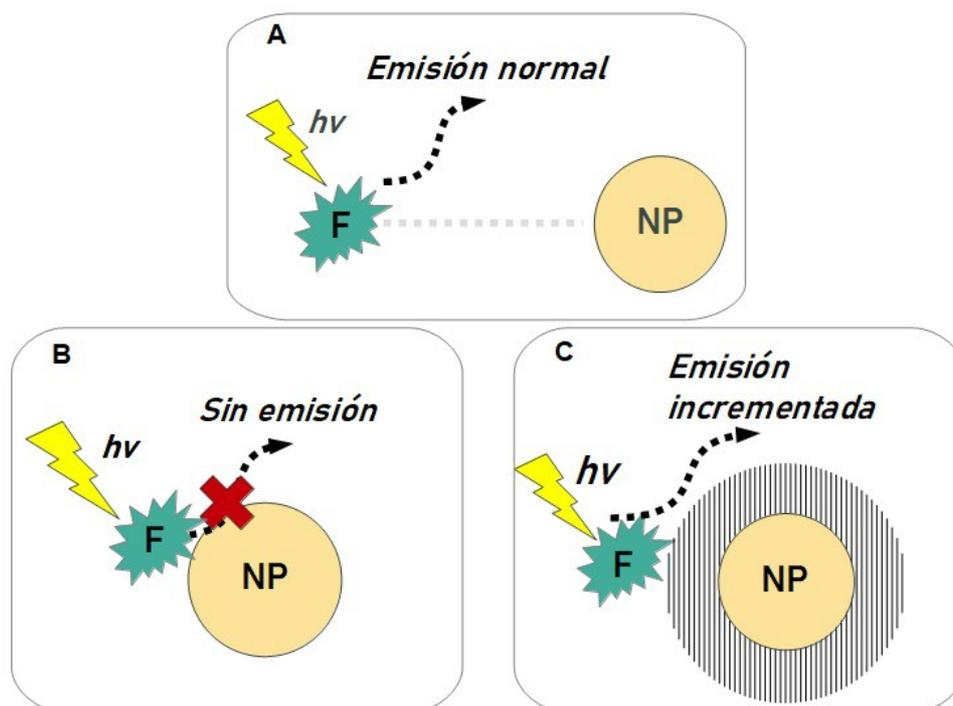 A
Emisión normal
hv
F
NP
B
Sin emisión
hv
F
NP
C
Emisión
incrementada
hv
F
NP